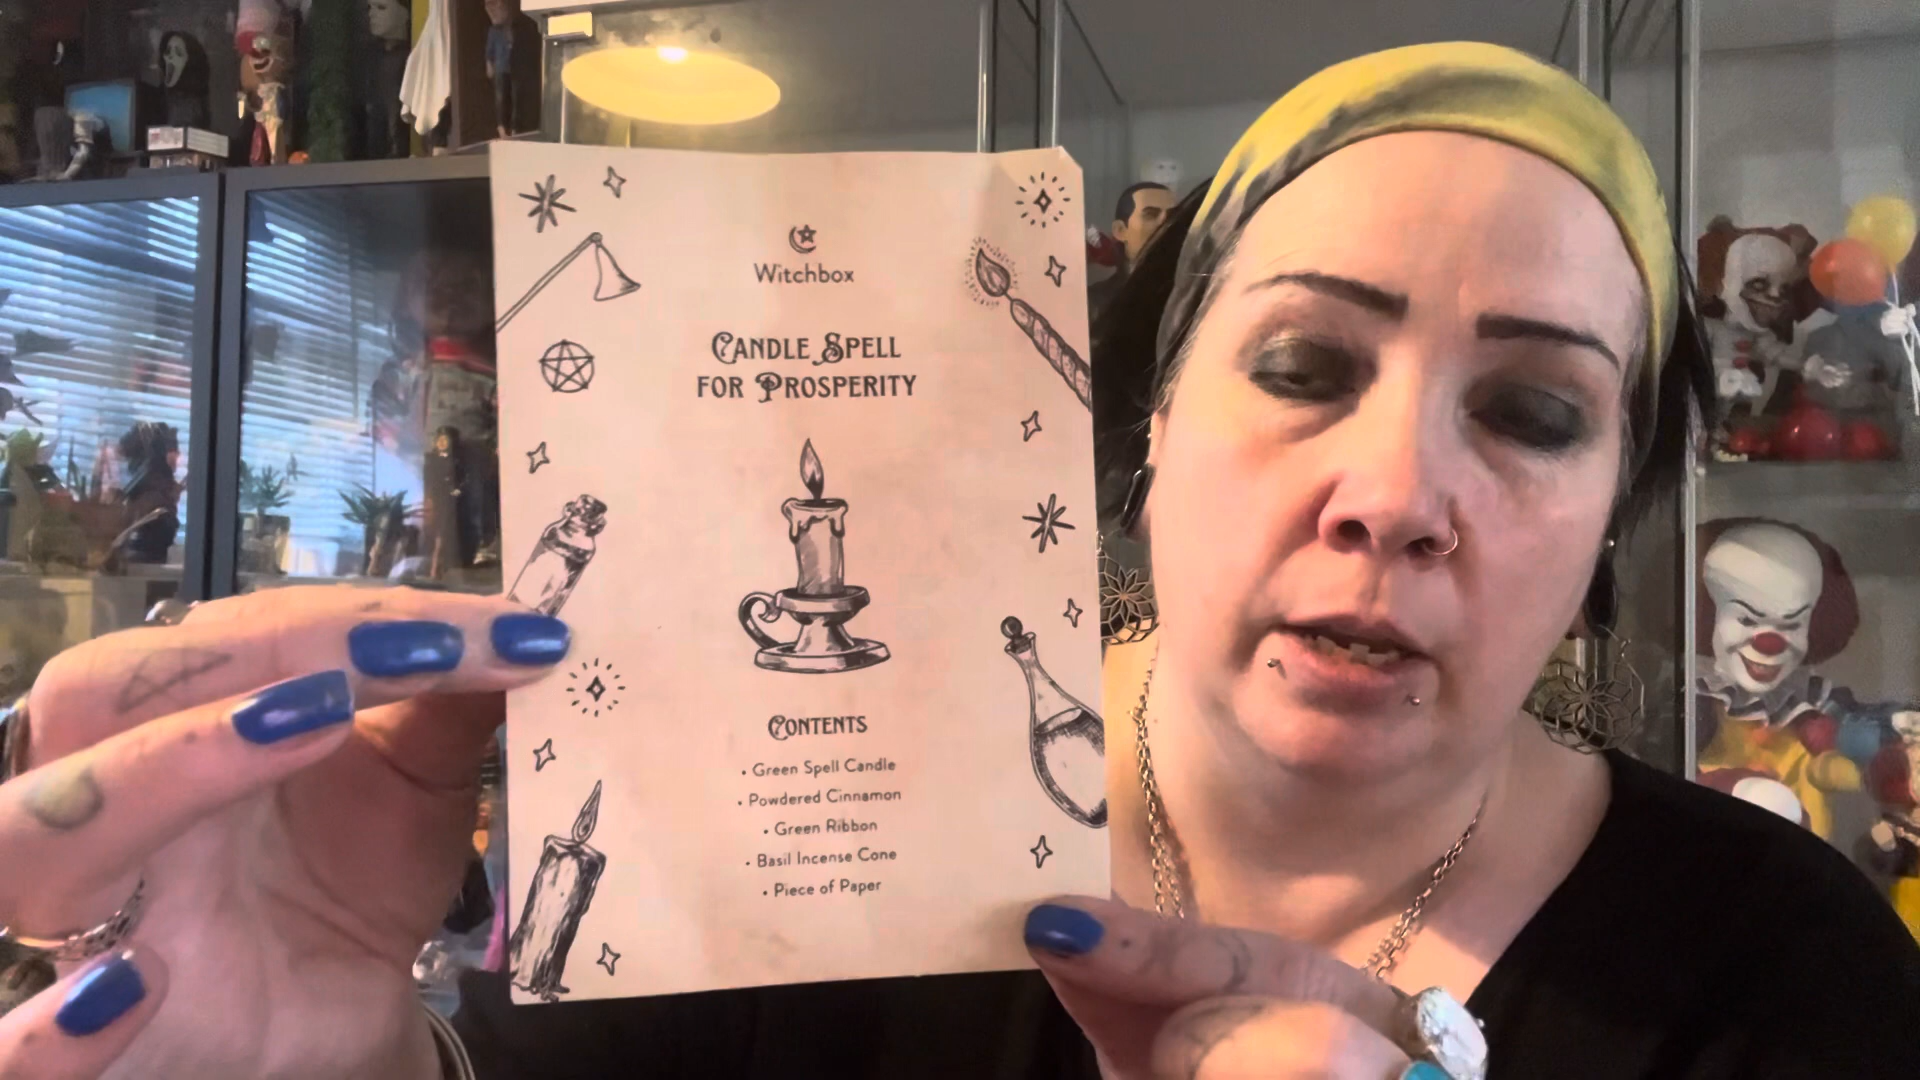 Witchbox
Candle Spell
for Prosperity
Contents
• Green Spell Candle
• Powdered Cinnamon
• Green Ribbon
• Basil Incense Cone
• Piece of Paper